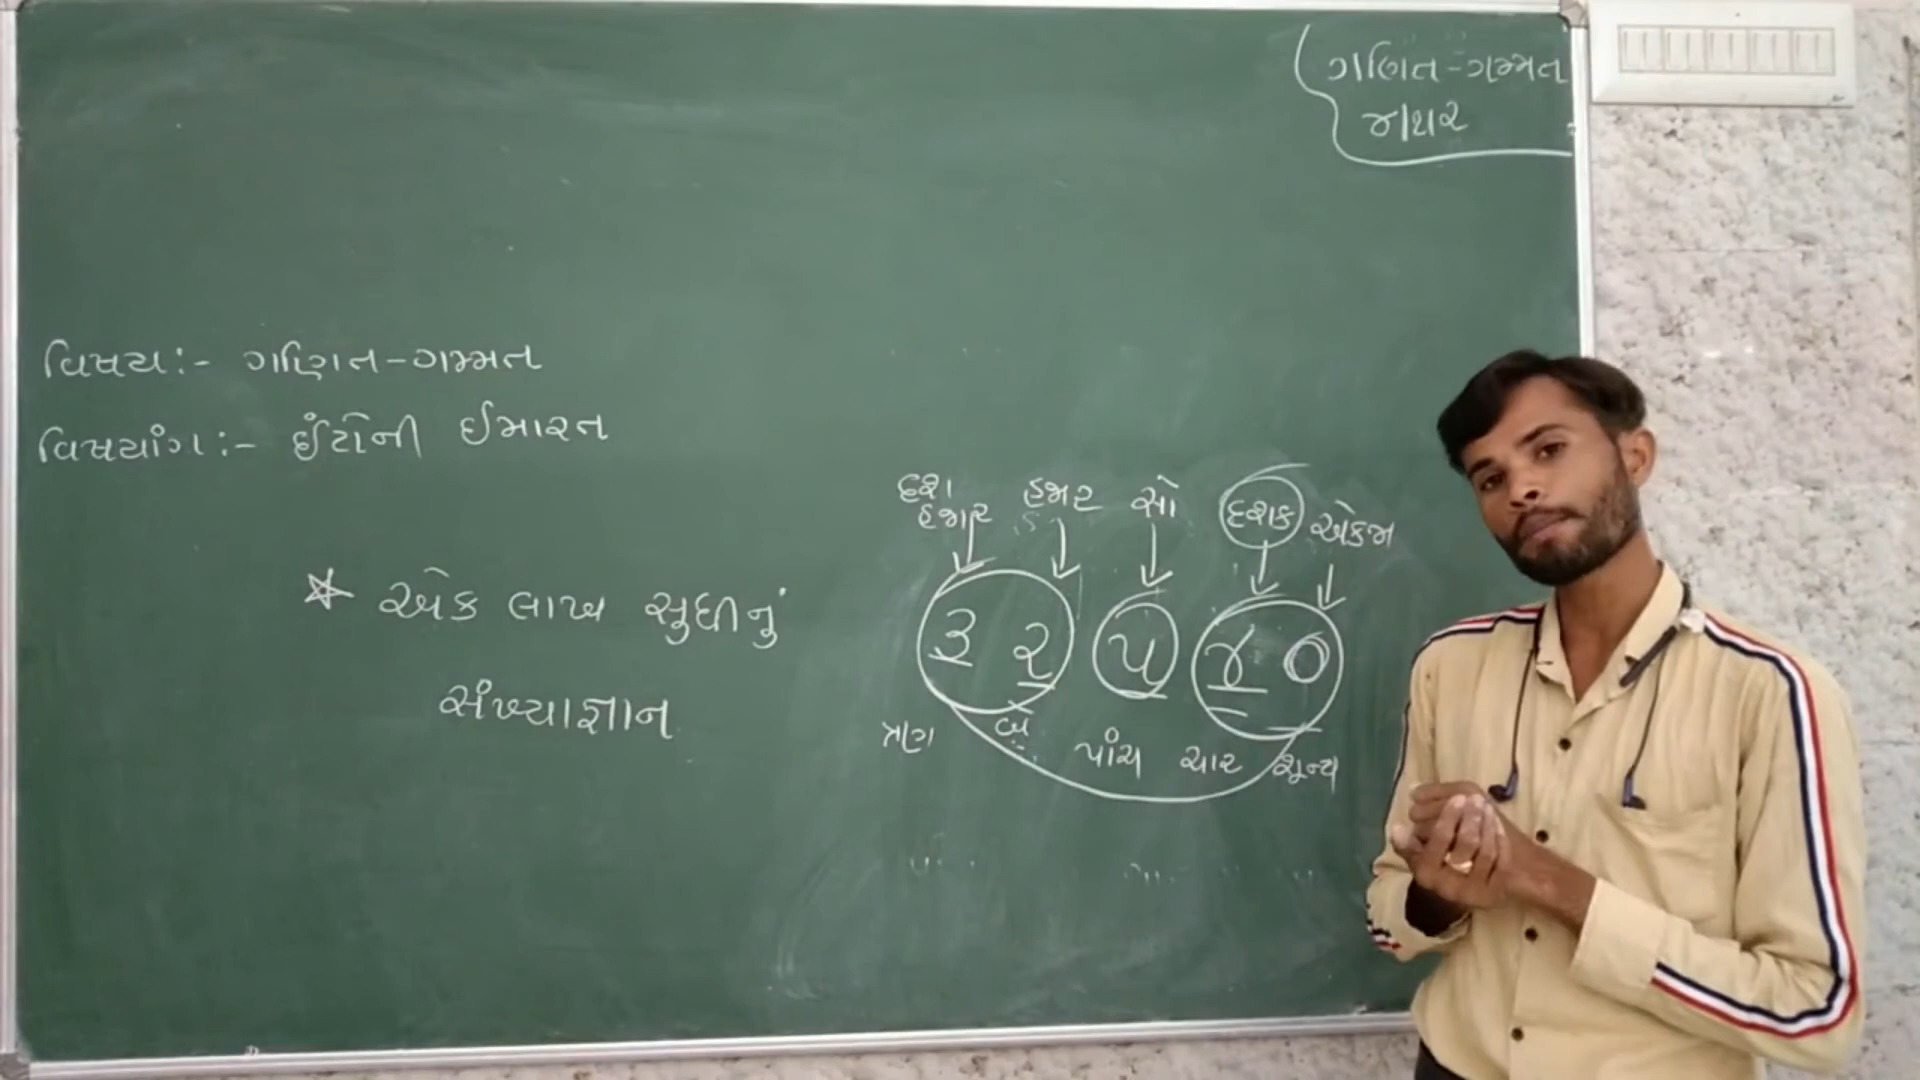 ગણિત-ગમ્મત
વિષય:- ગણિત-ગમ્મત
વિષયાંગ:- ઈંટોની ઈમારત
* એક લાખ સુધીનું
સંખ્યાજ્ઞાન
દશ હજાર હજાર સો દશક એકમ
૩ ૨ ૫ ૪ ૦
ત્રણ બે પાંચ ચાર શૂન્ય